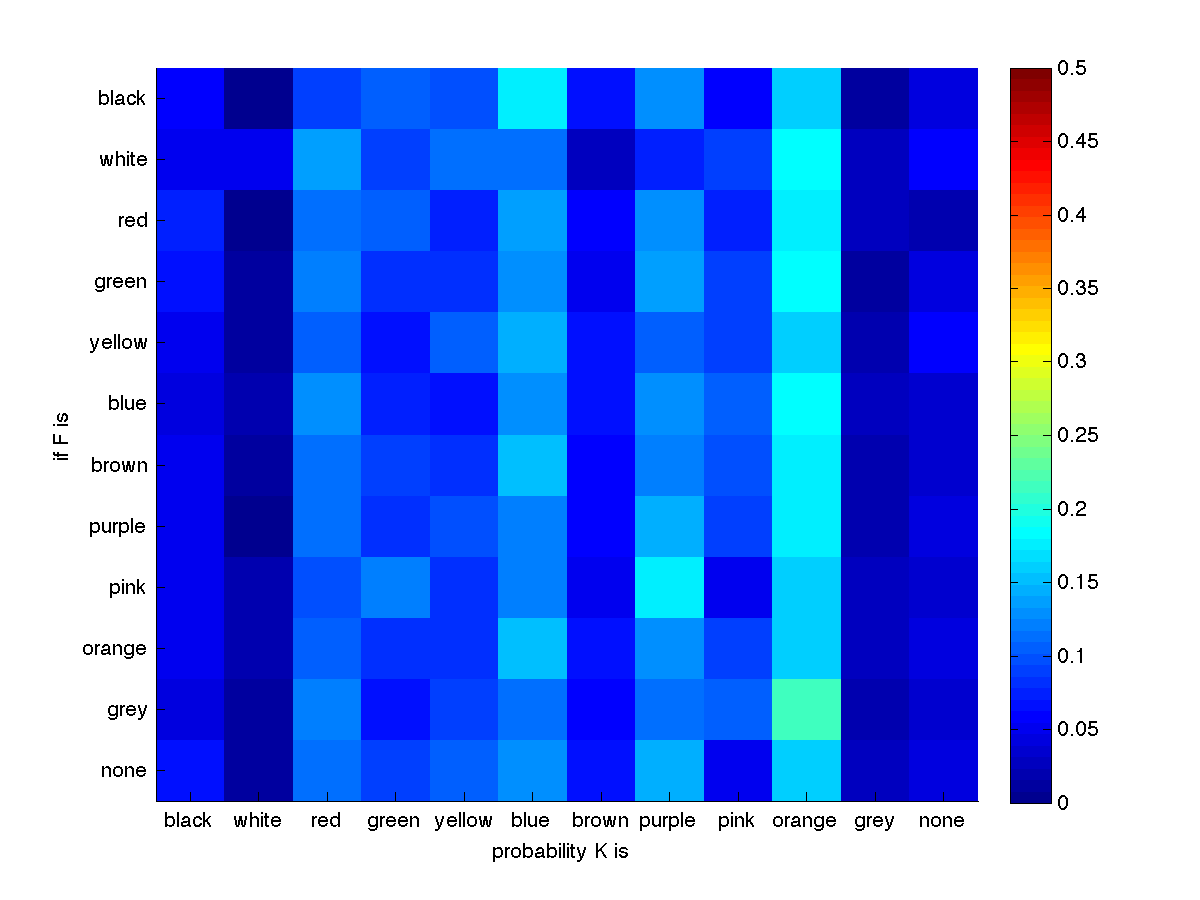 if F is
black
white
red
green
yellow
blue
brown
purple
pink
orange
grey
none
black white red green yellow blue brown purple pink orange grey none
probability K is
0.5
0.45
0.4
0.35
0.3
0.25
0.2
0.15
0.1
0.05
0